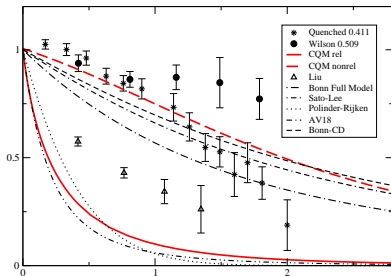 1
0.5
0
0
1
2
Quenched 0.411
Wilson 0.509
CQM rel
CQM nonrel
Liu
Bonn Full Model
Sato-Lee
Polinder-Rijken
AV18
Bonn-CD